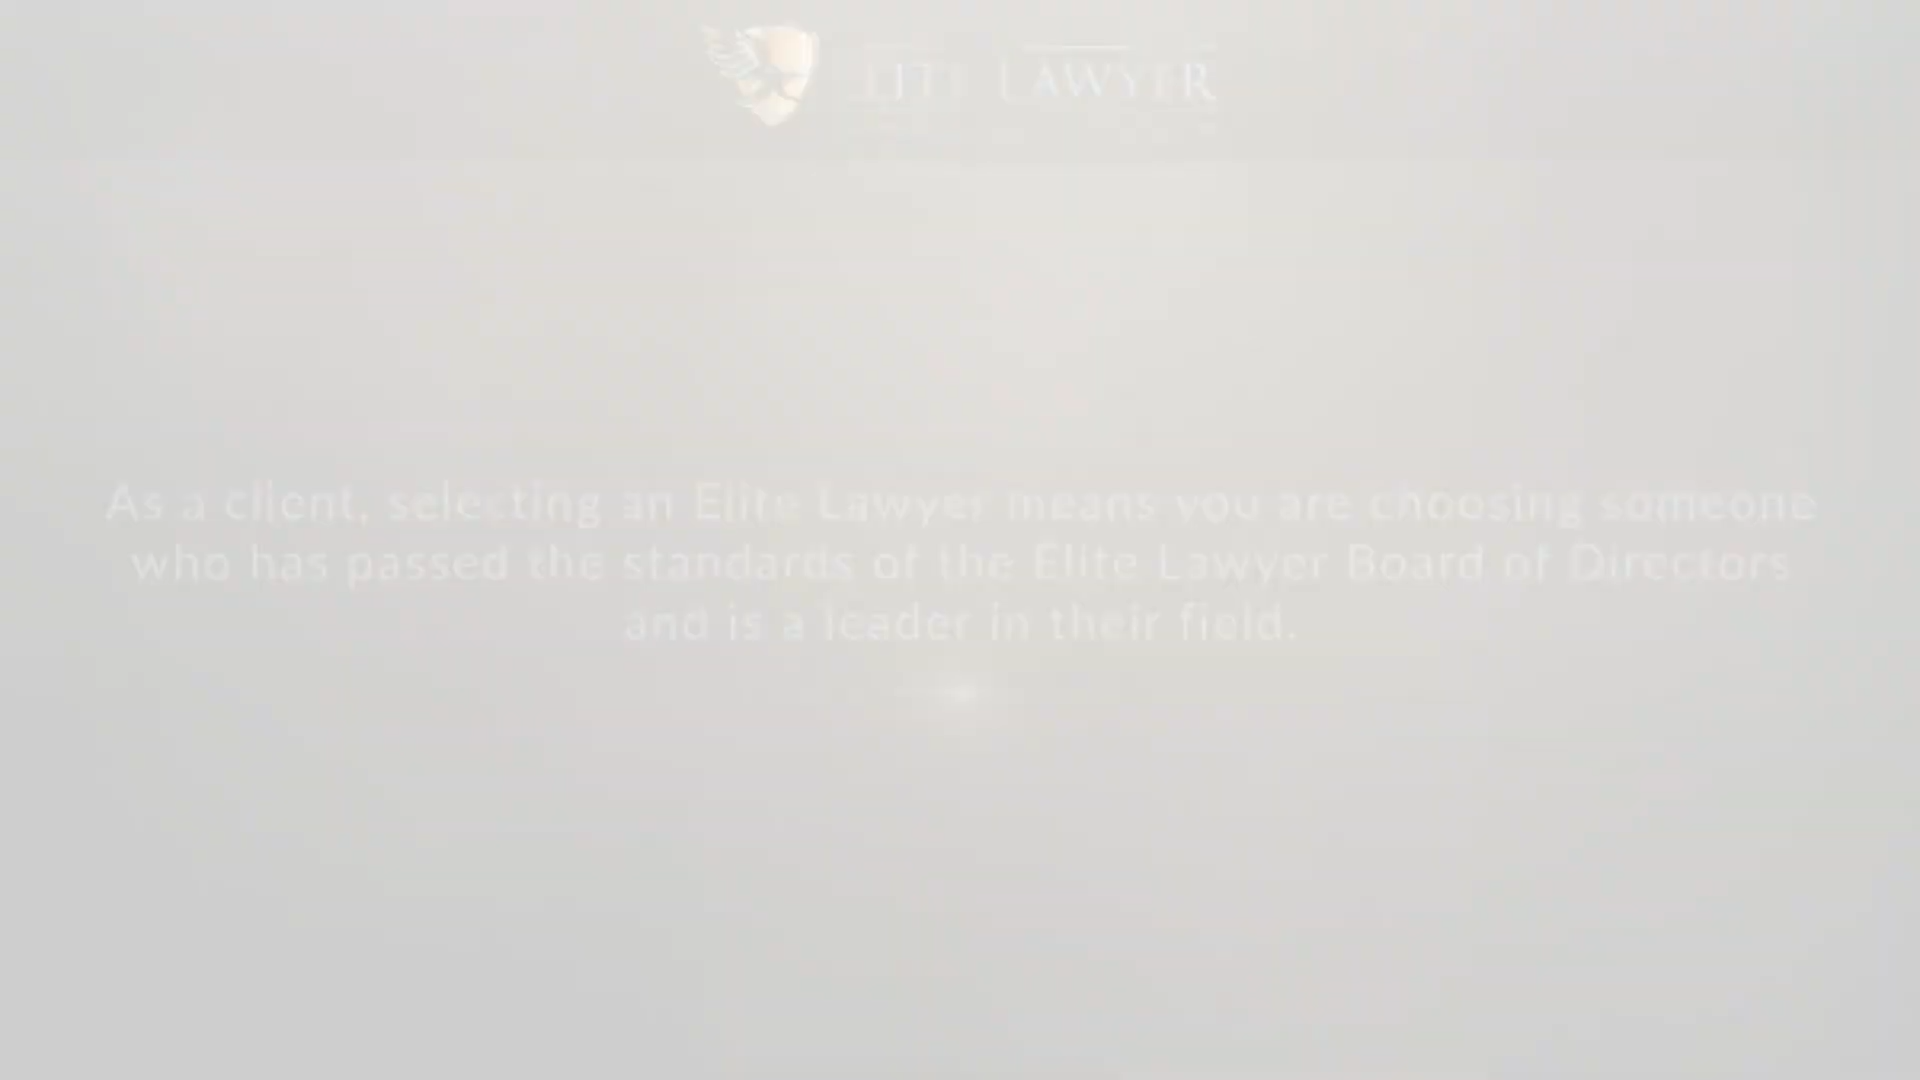 ELITE LAWYER
As a client, selecting an Elite Lawyer means you are choosing someone
who has passed the standards of the Elite Lawyer Board of Directors
and is a leader in their field.